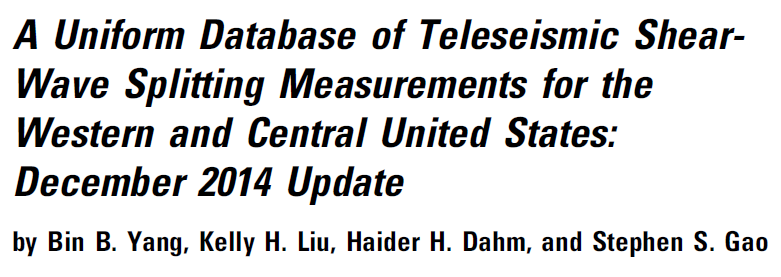 A Uniform Database of Teleseismic Shear-
Wave Splitting Measurements for the
Western and Central United States:
December 2014 Update
by Bin B. Yang, Kelly H. Liu, Haider H. Dahm, and Stephen S. Gao